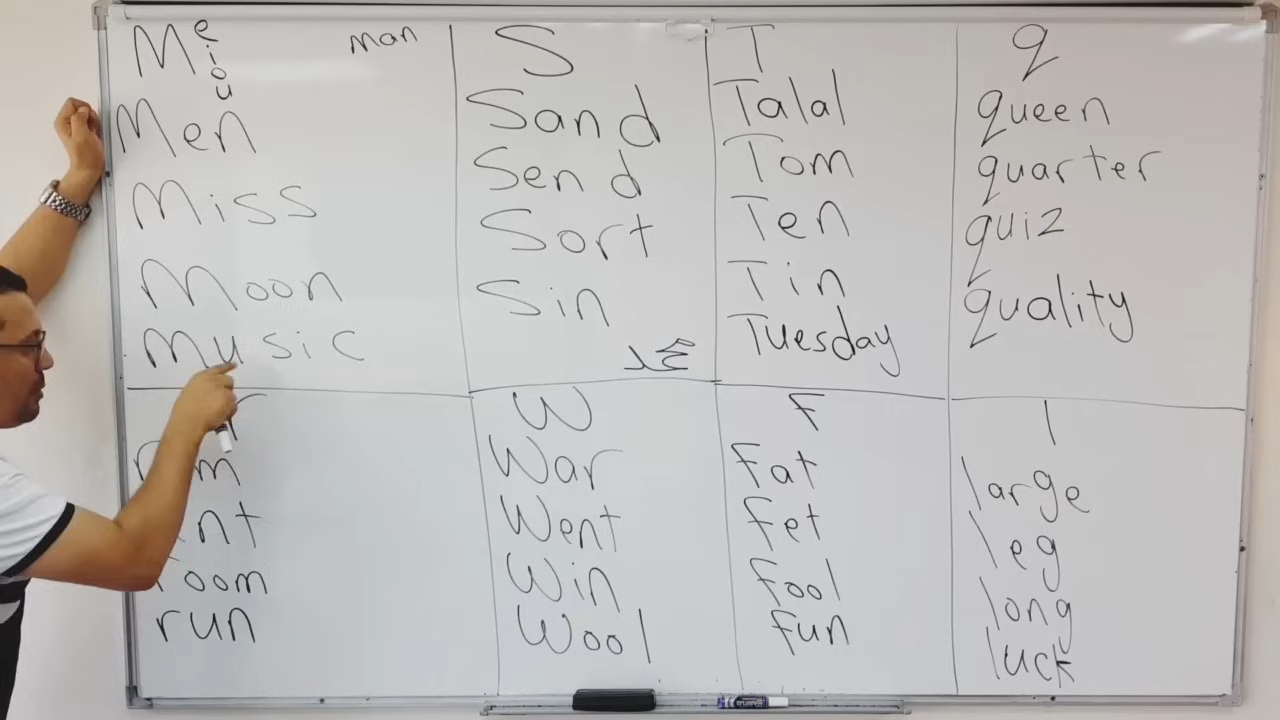 M e i o u man
Men
Miss
Moon
Music
S
Sand
Send
Sort
Sin
T
Talal
Tom
Ten
Tin
Tuesday
q
queen
quarter
quiz
quality
r
room
run
W
War
Went
Win
Wool
F
Fat
Fet
Fool
Fun
l
large
leg
long
luck